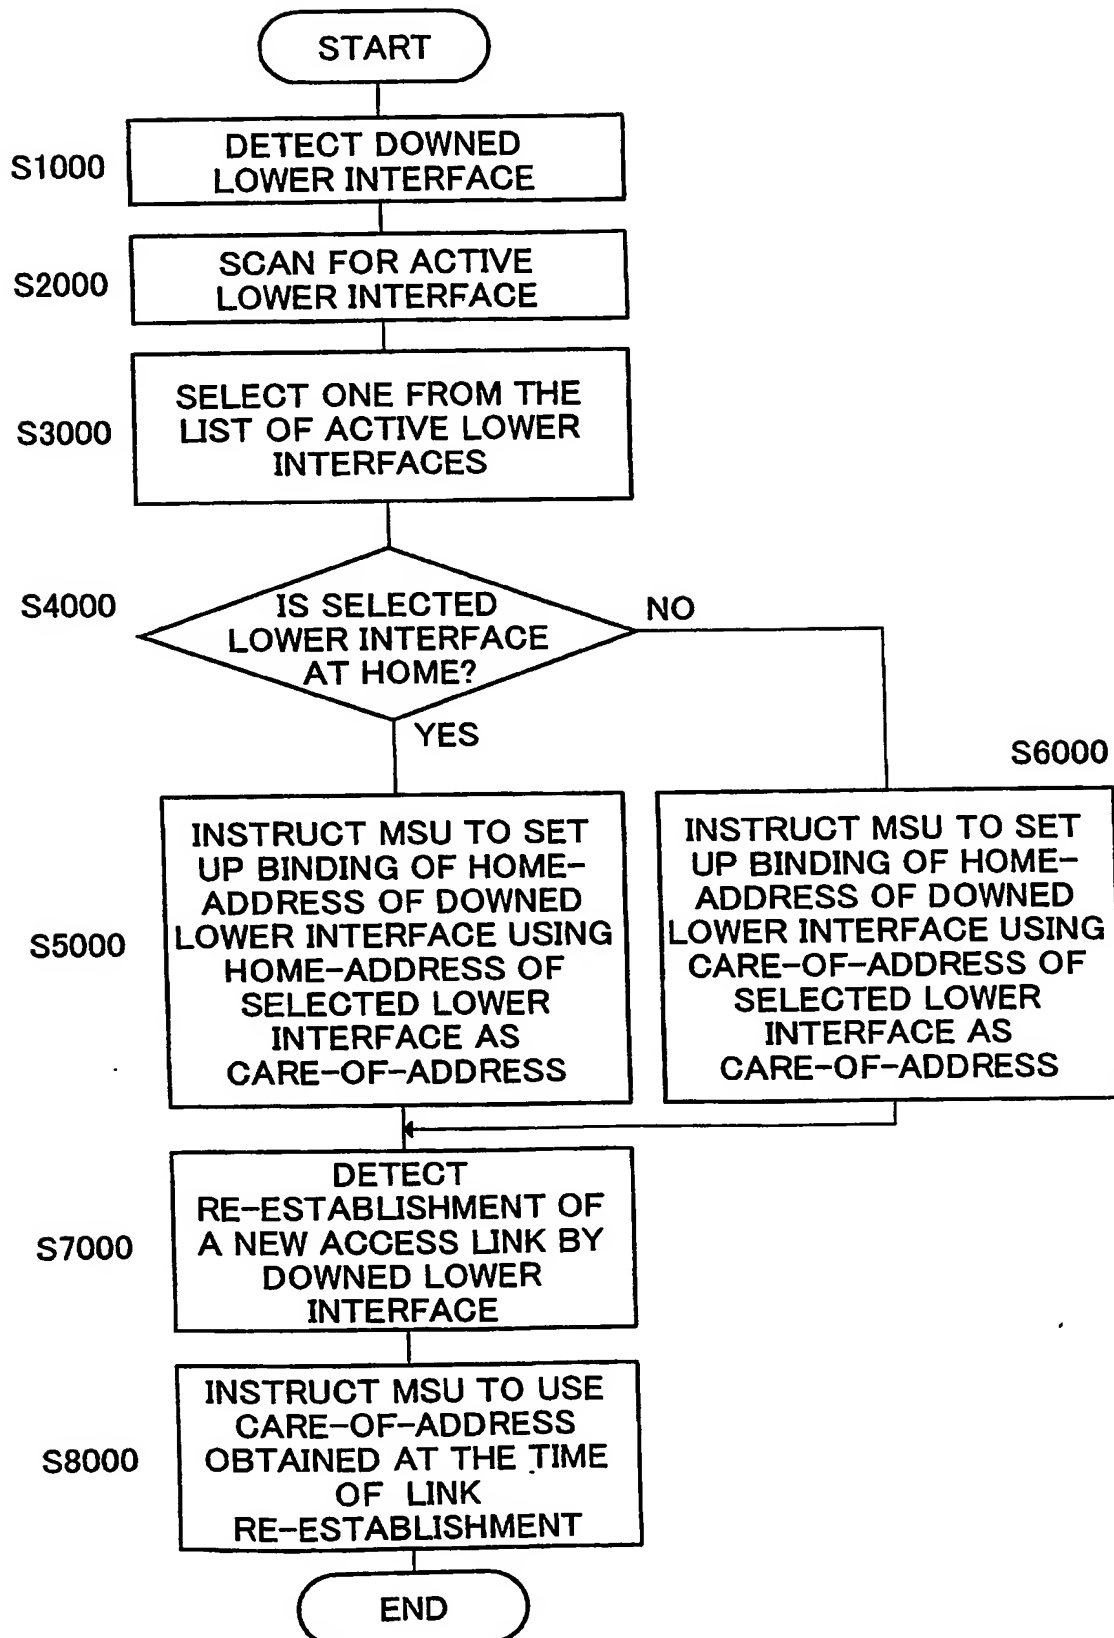 START
S1000
DETECT DOWNED
LOWER INTERFACE
S2000
SCAN FOR ACTIVE
LOWER INTERFACE
S3000
SELECT ONE FROM THE
LIST OF ACTIVE LOWER
INTERFACES
S4000
IS SELECTED
LOWER INTERFACE
AT HOME?
NO
YES
S5000
INSTRUCT MSU TO SET
UP BINDING OF HOME-
ADDRESS OF DOWNED
LOWER INTERFACE USING
HOME-ADDRESS OF
SELECTED LOWER
INTERFACE AS
CARE-OF-ADDRESS
S6000
INSTRUCT MSU TO SET
UP BINDING OF HOME-
ADDRESS OF DOWNED
LOWER INTERFACE USING
CARE-OF-ADDRESS OF
SELECTED LOWER
INTERFACE AS
CARE-OF-ADDRESS
S7000
DETECT
RE-ESTABLISHMENT OF
A NEW ACCESS LINK BY
DOWNED LOWER
INTERFACE
S8000
INSTRUCT MSU TO USE
CARE-OF-ADDRESS
OBTAINED AT THE TIME
OF LINK
RE-ESTABLISHMENT
END